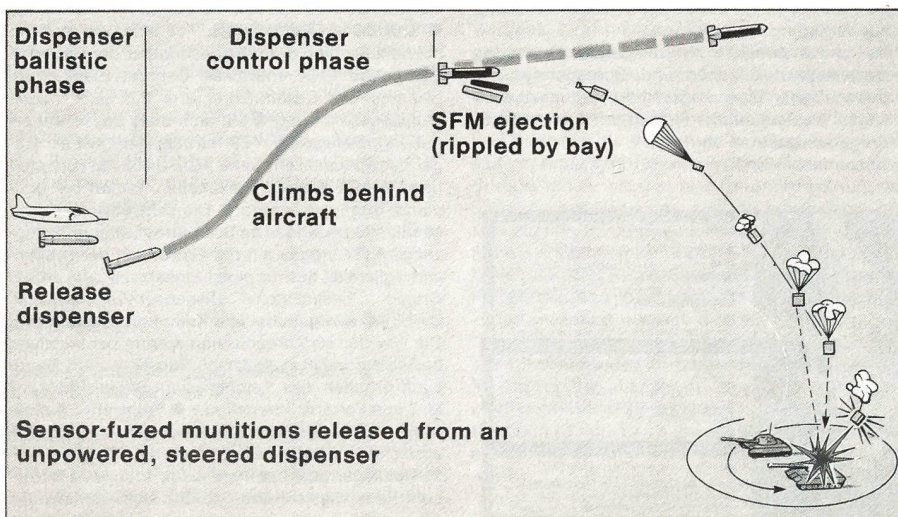 Dispenser
ballistic
phase
Dispenser
control phase
SFM ejection
(rippled by bay)
Climbs behind
aircraft
Release
dispenser
Sensor-fuzed munitions released from an
unpowered, steered dispenser